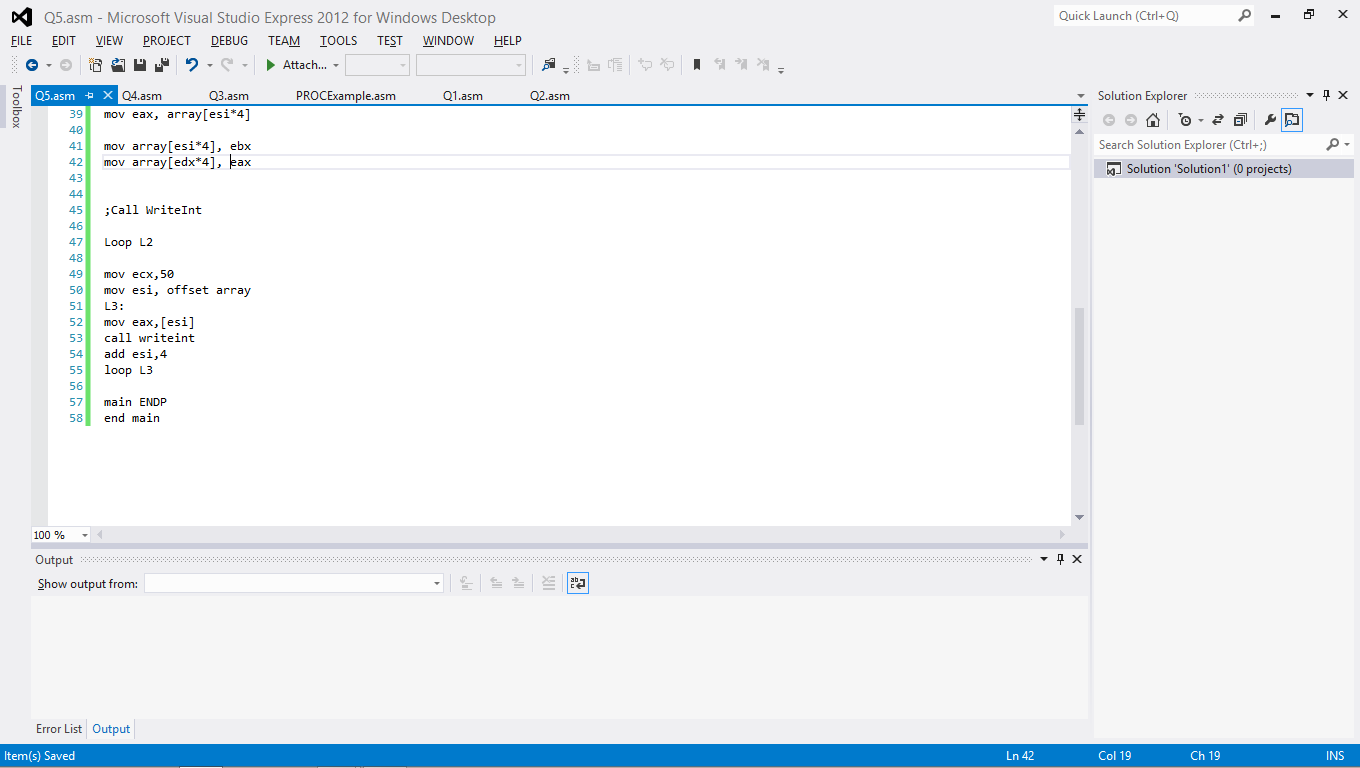 Q5.asm - Microsoft Visual Studio Express 2012 for Windows Desktop
Quick Launch (Ctrl+Q)
FILE EDIT VIEW PROJECT DEBUG TEAM TOOLS TEST WINDOW HELP
Attach...
Toolbox
Q5.asm Q4.asm Q3.asm PROCExample.asm Q1.asm Q2.asm
39 mov eax, array[esi*4]
40
41 mov array[esi*4], ebx
42 mov array[edx*4], eax
43
44
45 ;Call WriteInt
46
47 Loop L2
48
49 mov ecx,50
50 mov esi, offset array
51 L3:
52 mov eax,[esi]
53 call writeint
54 add esi,4
55 loop L3
56
57 main ENDP
58 end main
100 %
Solution Explorer
Search Solution Explorer (Ctrl+;)
Solution 'Solution1' (0 projects)
Output
Show output from:
Error List Output
Item(s) Saved Ln 42 Col 19 Ch 19 INS